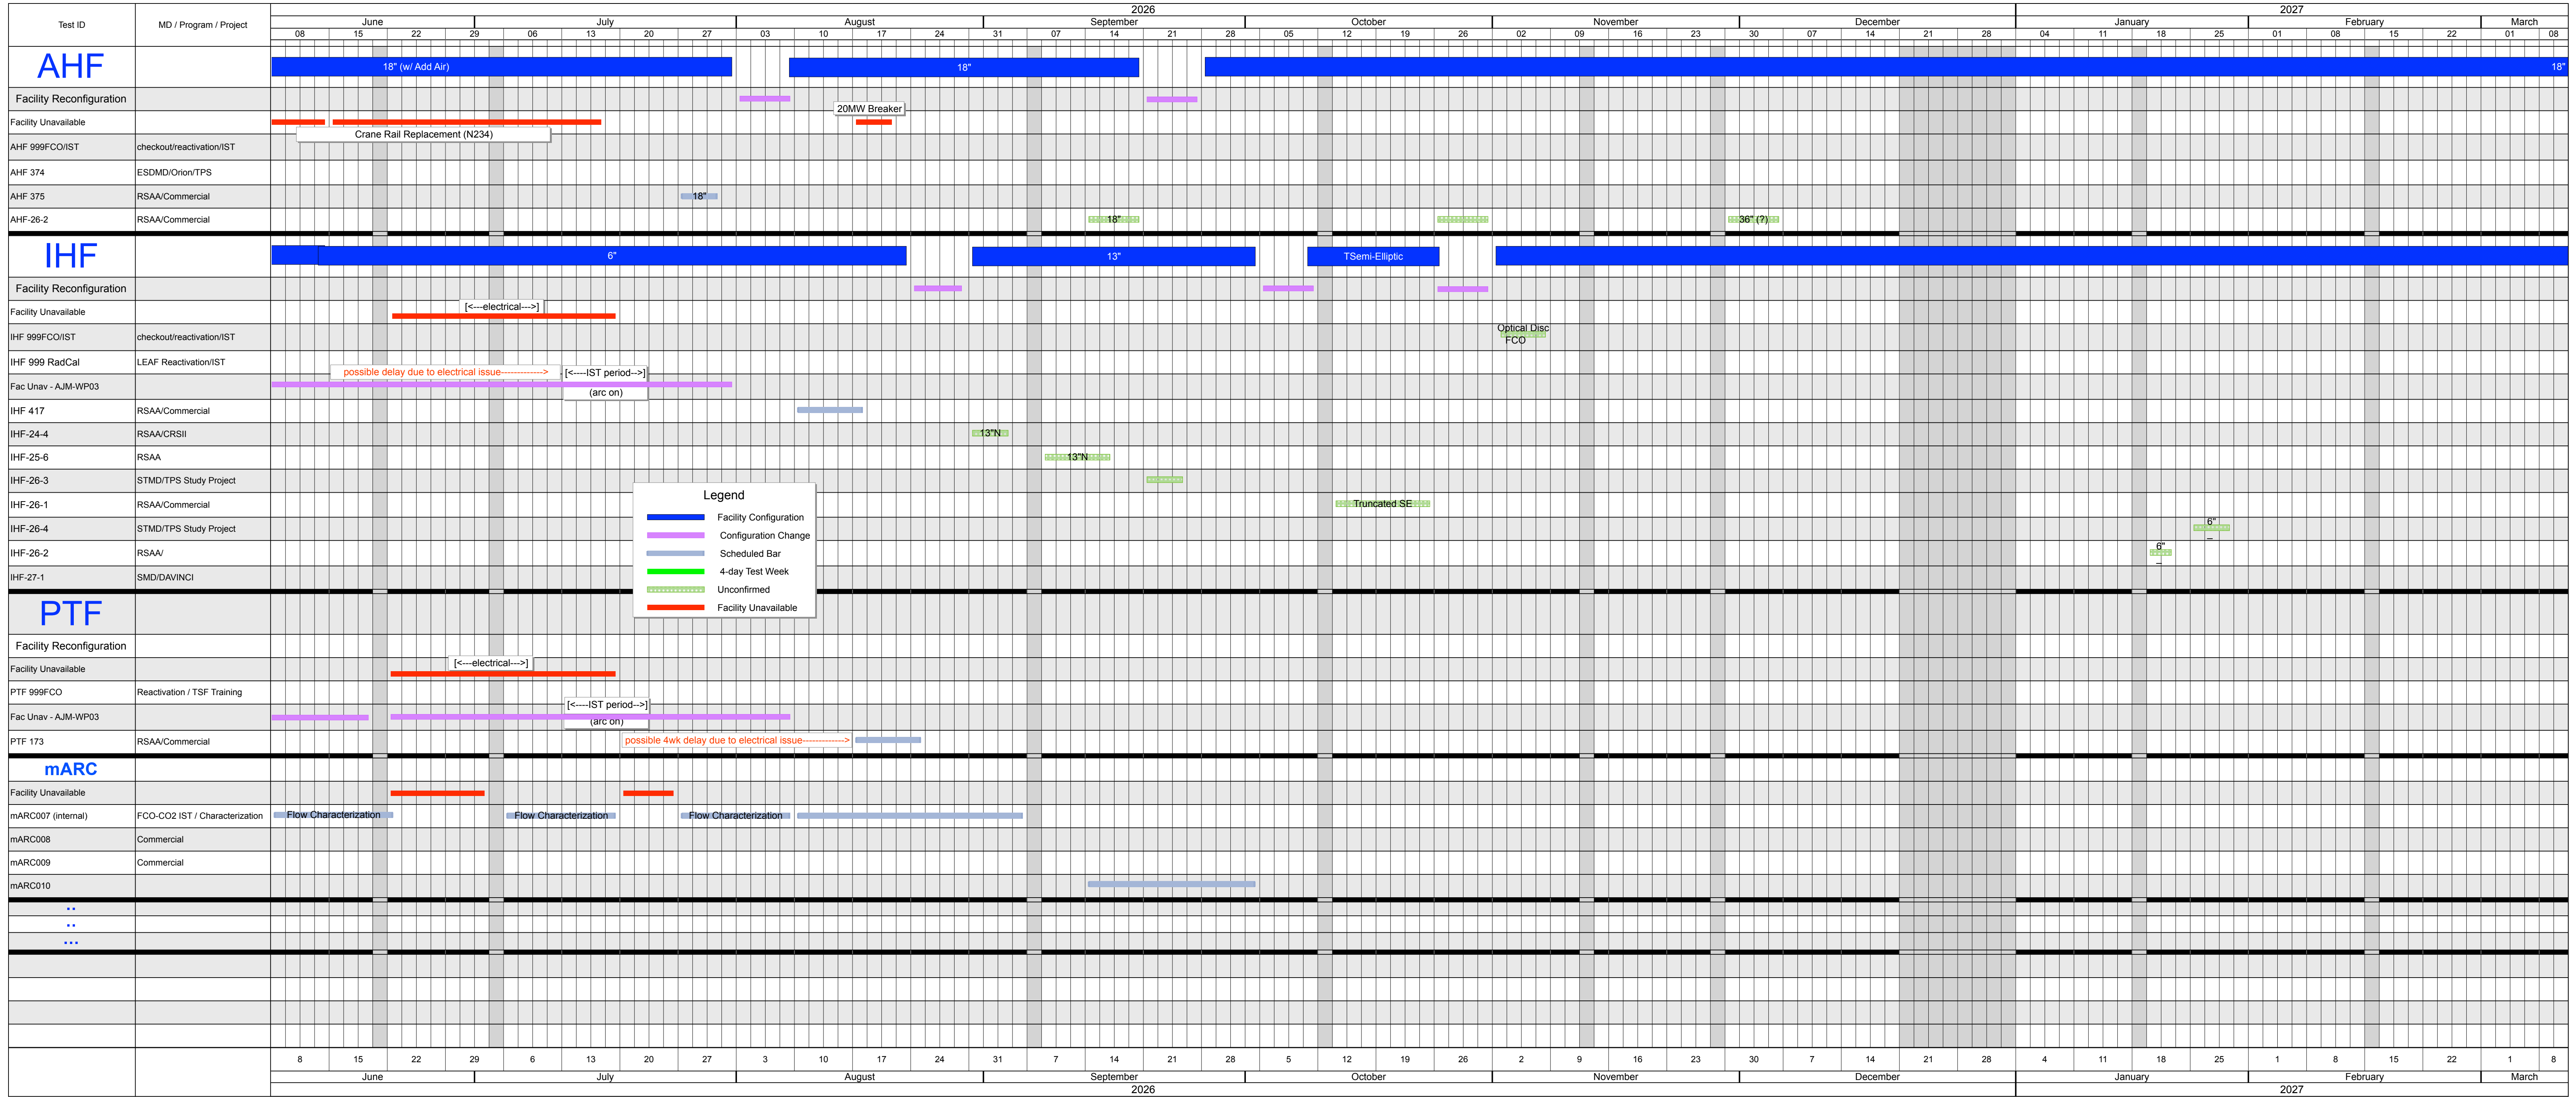 2026 2027
Test ID MD / Program / Project June July August September October November December January February March
08 15 22 29 06 13 20 27 03 10 17 24 31 07 14 21 28 05 12 19 26 02 09 16 23 30 07 14 21 28 04 11 18 25 01 08 15 22 01 08
AHF 18" (w/ Add Air) 18" 18"
Facility Reconfiguration
20MW Breaker
Facility Unavailable
Crane Rail Replacement (N234)
AHF 999FCO/IST checkout/reactivation/IST
AHF 374 ESDMD/Orion/TPS
AHF 375 RSAA/Commercial 18"
AHF-26-2 RSAA/Commercial 18" 36" (?)
IHF 6" 13" TSemi-Elliptic
Facility Reconfiguration
[<---electrical--->]
Facility Unavailable
Optical Disc
IHF 999FCO/IST checkout/reactivation/IST
FCO
IHF 999 RadCal LEAF Reactivation/IST
possible delay due to electrical issue-------------> [<----IST period-->]
Fac Unav - AJM-WP03
(arc on)
IHF 417 RSAA/Commercial
IHF-24-4 RSAA/CRSII 13"N
IHF-25-6 RSAA 13"N
IHF-26-3 STMD/TPS Study Project
IHF-26-1 RSAA/Commercial Truncated SE
IHF-26-4 STMD/TPS Study Project 6"
_
IHF-26-2 RSAA/ 6"
_
IHF-27-1 SMD/DAVINCI
Legend
Facility Configuration
Configuration Change
Scheduled Bar
4-day Test Week
Unconfirmed
Facility Unavailable
PTF
Facility Reconfiguration
[<---electrical--->]
Facility Unavailable
PTF 999FCO Reactivation / TSF Training
[<----IST period-->]
Fac Unav - AJM-WP03
(arc on)
PTF 173 RSAA/Commercial possible 4wk delay due to electrical issue------------->
mARC
Facility Unavailable
mARC007 (internal) FCO-CO2 IST / Characterization Flow Characterization Flow Characterization Flow Characterization
mARC008 Commercial
mARC009 Commercial
mARC010
..
..
...
8 15 22 29 6 13 20 27 3 10 17 24 31 7 14 21 28 5 12 19 26 2 9 16 23 30 7 14 21 28 4 11 18 25 1 8 15 22 1 8
June July August September October November December January February March
2026 2027